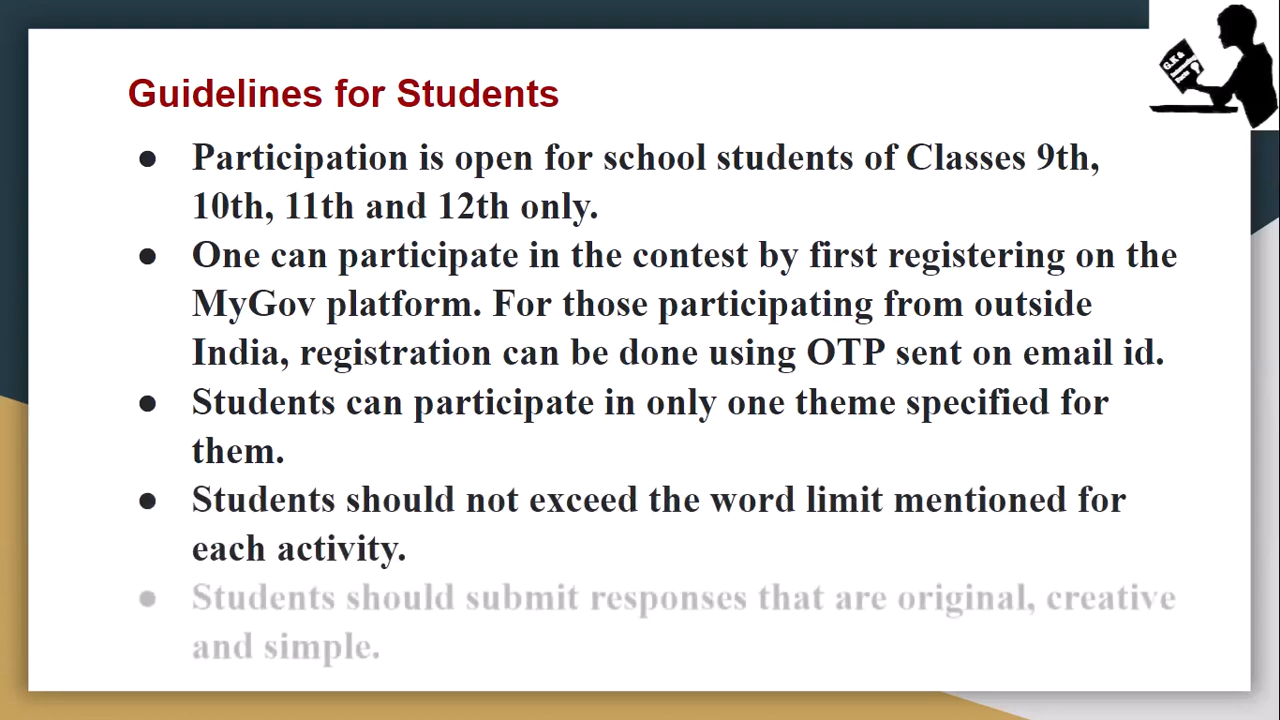 Guidelines for Students
● Participation is open for school students of Classes 9th,
10th, 11th and 12th only.
● One can participate in the contest by first registering on the
MyGov platform. For those participating from outside
India, registration can be done using OTP sent on email id.
● Students can participate in only one theme specified for
them.
● Students should not exceed the word limit mentioned for
each activity.
● Students should submit responses that are original, creative
and simple.
G.K &